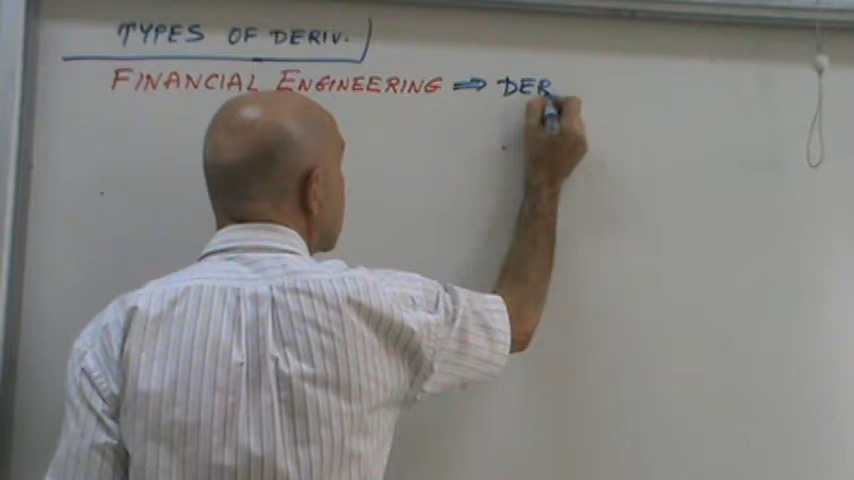 TYPES OF DERIV.
FINANCIAL ENGINEERING ⇒ DER